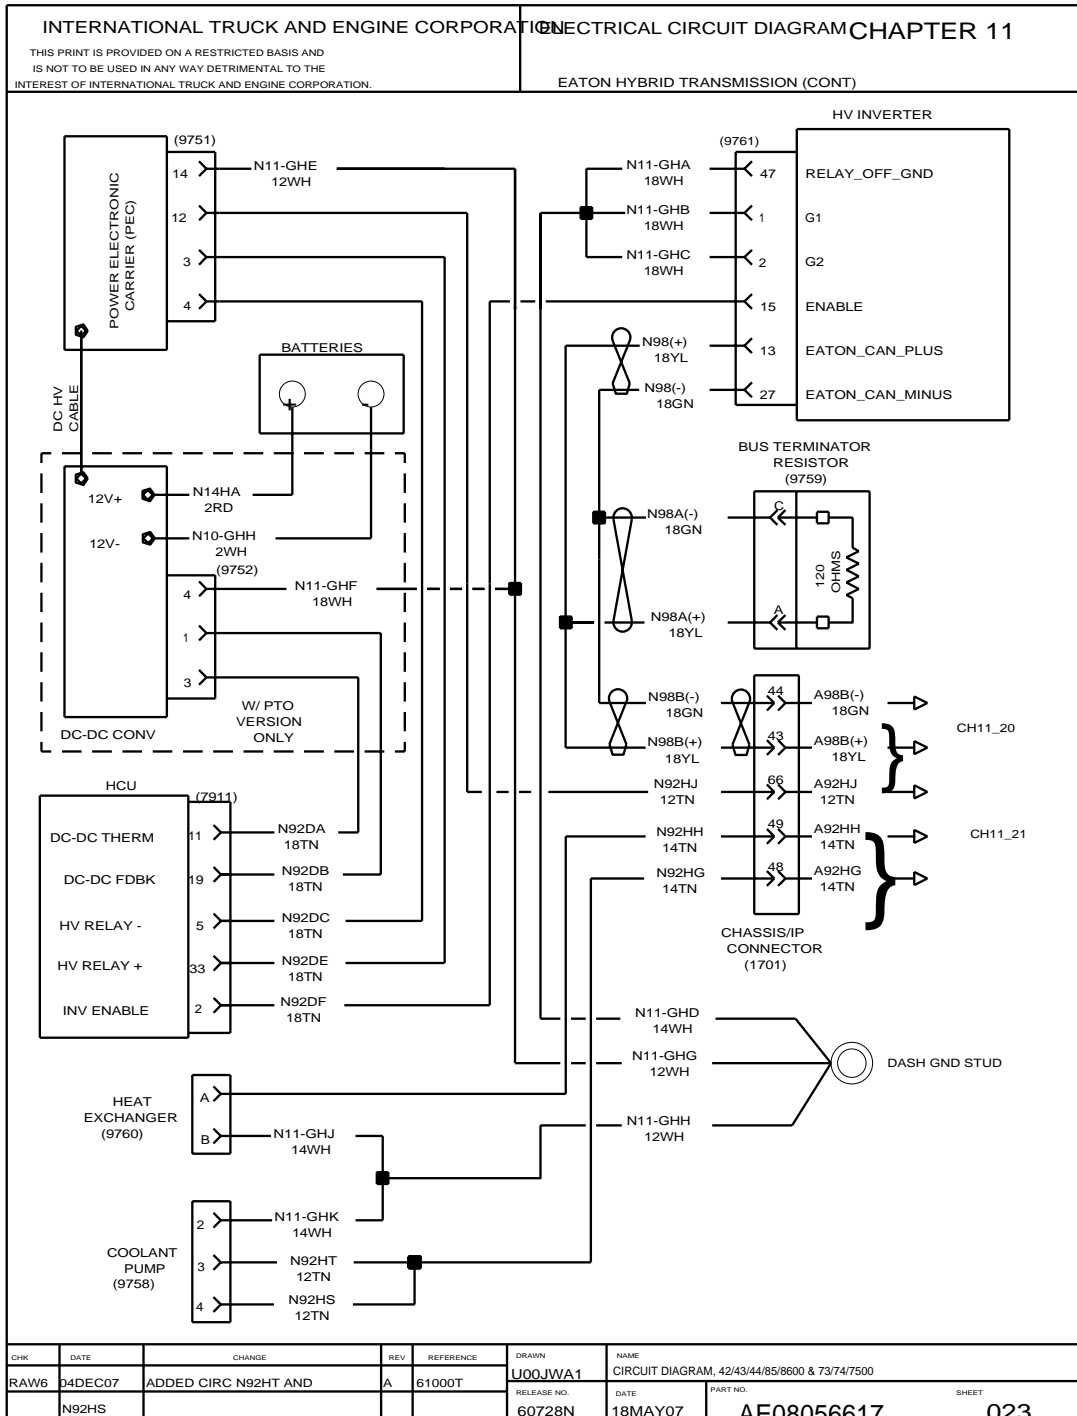 INTERNATIONAL TRUCK AND ENGINE CORPORATION
THIS PRINT IS PROVIDED ON A RESTRICTED BASIS AND
IS NOT TO BE USED IN ANY WAY DETRIMENTAL TO THE
INTEREST OF INTERNATIONAL TRUCK AND ENGINE CORPORATION.
ELECTRICAL CIRCUIT DIAGRAM CHAPTER 11
EATON HYBRID TRANSMISSION (CONT)
HV INVERTER
(9751)
POWER ELECTRONIC
CARRIER (PEC)
14
N11-GHE
12WH
12
3
4
(9761)
N11-GHA
18WH
47
RELAY_OFF_GND
N11-GHB
18WH
1
G1
N11-GHC
18WH
2
G2
15
ENABLE
N98(+)
18YL
13
EATON_CAN_PLUS
N98(-)
18GN
27
EATON_CAN_MINUS
BATTERIES
+
-
DC HV
CABLE
12V+
N14HA
2RD
12V-
N10-GHH
2WH
(9752)
4
N11-GHF
18WH
1
3
W/ PTO
VERSION
ONLY
DC-DC CONV
BUS TERMINATOR
RESISTOR
(9759)
N98A(-)
18GN
C
120
OHMS
N98A(+)
18YL
A
N98B(-)
18GN
44
A98B(-)
18GN
N98B(+)
18YL
43
A98B(+)
18YL
CH11_20
N92HJ
12TN
66
A92HJ
12TN
N92HH
14TN
49
A92HH
14TN
CH11_21
N92HG
14TN
48
A92HG
14TN
CHASSIS/IP
CONNECTOR
(1701)
HCU
(7911)
DC-DC THERM
11
N92DA
18TN
DC-DC FDBK
19
N92DB
18TN
HV RELAY -
5
N92DC
18TN
HV RELAY +
33
N92DE
18TN
INV ENABLE
2
N92DF
18TN
N11-GHD
14WH
N11-GHG
12WH
DASH GND STUD
N11-GHH
12WH
HEAT
EXCHANGER
(9760)
A
B
N11-GHJ
14WH
COOLANT
PUMP
(9758)
2
N11-GHK
14WH
3
N92HT
12TN
4
N92HS
12TN
CHK DATE CHANGE REV REFERENCE
RAW6 04DEC07 ADDED CIRC N92HT AND A 61000T
N92HS
DRAWN
U00JWA1
NAME
CIRCUIT DIAGRAM, 42/43/44/85/8600 & 73/74/7500
RELEASE NO.
60728N
DATE
18MAY07
PART NO.
AE08056617
SHEET
023